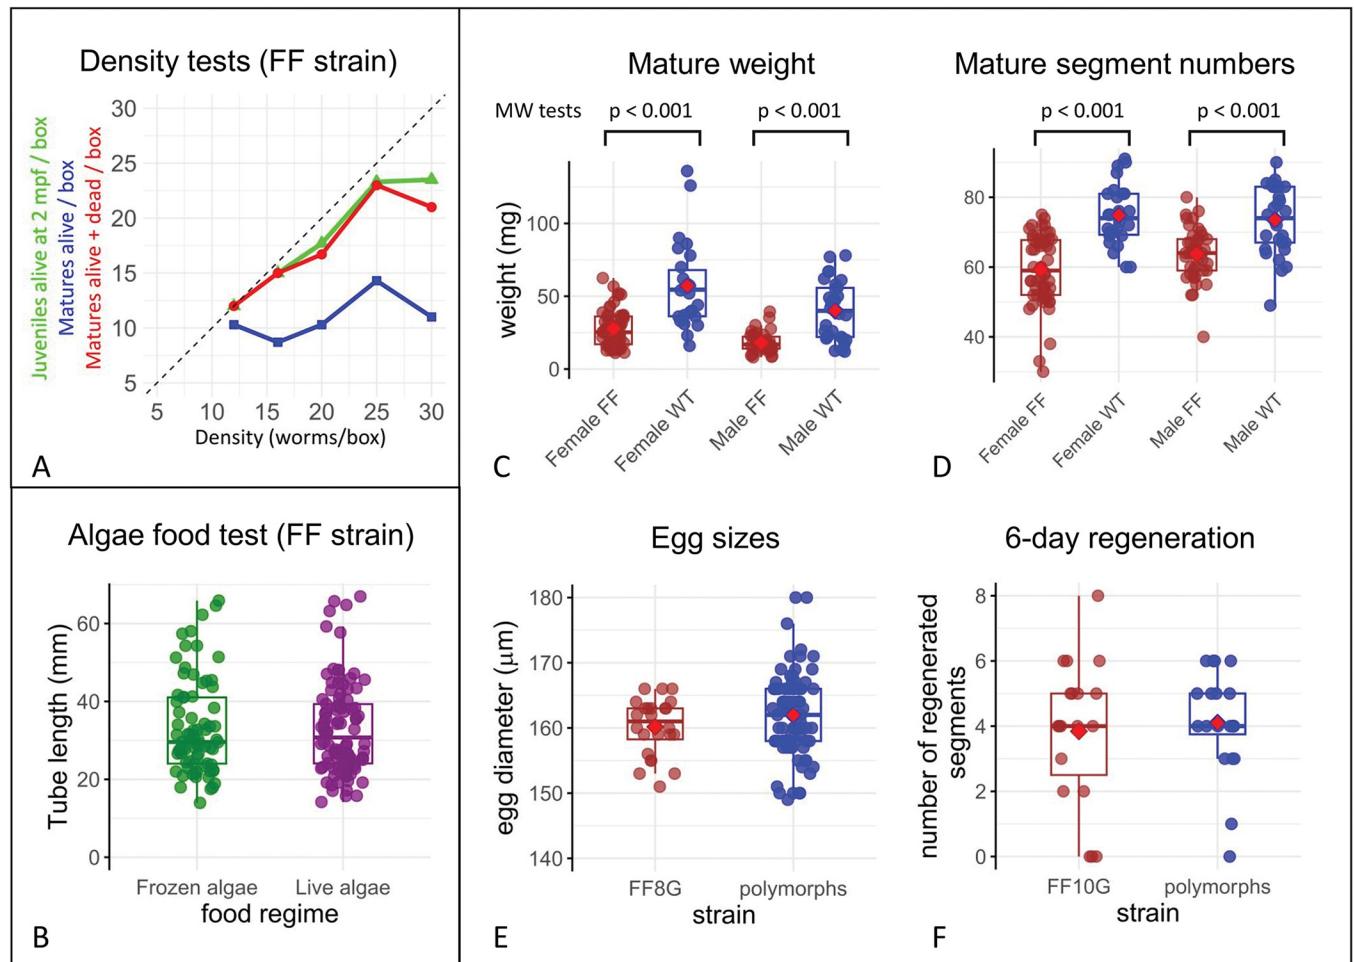 Density tests (FF strain)
Juveniles alive at 2 mpf / box
Matures alive / box
Matures alive + dead / box
30
25
20
15
10
5
5 10 15 20 25 30
Density (worms/box)
A
Mature weight
MW tests p < 0.001 p < 0.001
weight (mg)
100
50
0
Female FF Female WT Male FF Male WT
C
Mature segment numbers
p < 0.001 p < 0.001
80
60
40
Female FF Female WT Male FF Male WT
D
Algae food test (FF strain)
Tube length (mm)
60
40
20
0
Frozen algae Live algae
food regime
B
Egg sizes
egg diameter (μm)
180
170
160
150
140
FF8G polymorphs
strain
E
6-day regeneration
number of regenerated
segments
8
6
4
2
0
FF10G polymorphs
strain
F